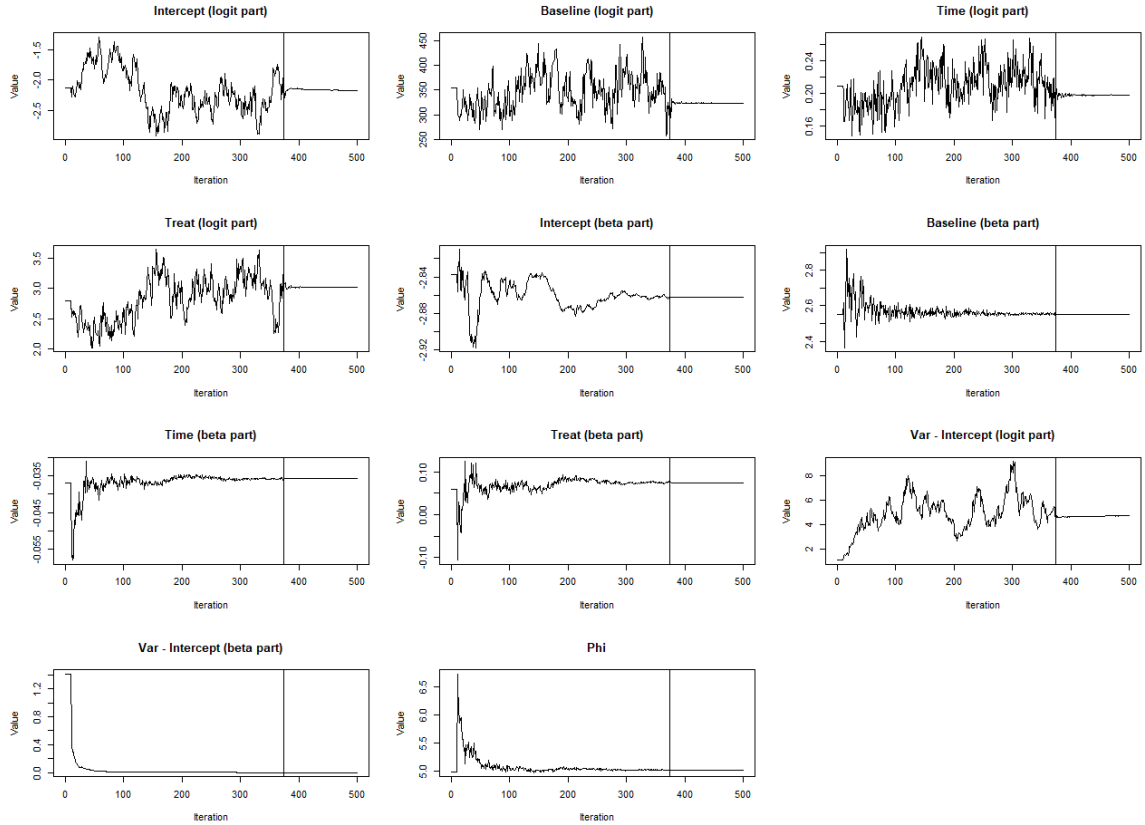 Intercept (logit part)
Value
-1.5
-2.0
-2.5
0 100 200 300 400 500
Iteration
Baseline (logit part)
Value
450
400
350
300
250
0 100 200 300 400 500
Iteration
Time (logit part)
Value
0.24
0.20
0.16
0 100 200 300 400 500
Iteration
Treat (logit part)
Value
3.5
3.0
2.5
2.0
0 100 200 300 400 500
Iteration
Intercept (beta part)
Value
-2.84
-2.88
-2.92
0 100 200 300 400 500
Iteration
Baseline (beta part)
Value
2.8
2.6
2.4
0 100 200 300 400 500
Iteration
Time (beta part)
Value
-0.035
-0.045
-0.055
0 100 200 300 400 500
Iteration
Treat (beta part)
Value
0.10
0.00
-0.10
0 100 200 300 400 500
Iteration
Var - Intercept (logit part)
Value
8
6
4
2
0 100 200 300 400 500
Iteration
Var - Intercept (beta part)
Value
1.2
0.8
0.4
0.0
0 100 200 300 400 500
Iteration
Phi
Value
6.5
6.0
5.5
5.0
0 100 200 300 400 500
Iteration